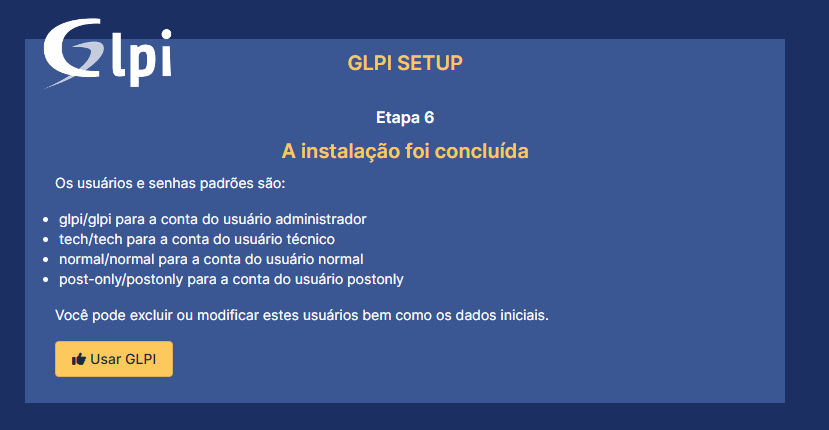 Glpi
GLPI SETUP
Etapa 6
A instalação foi concluída
Os usuários e senhas padrões são:
glpi/glpi para a conta do usuário administrador
tech/tech para a conta do usuário técnico
normal/normal para a conta do usuário normal
post-only/postonly para a conta do usuário postonly
Você pode excluir ou modificar estes usuários bem como os dados iniciais.
Usar GLPI